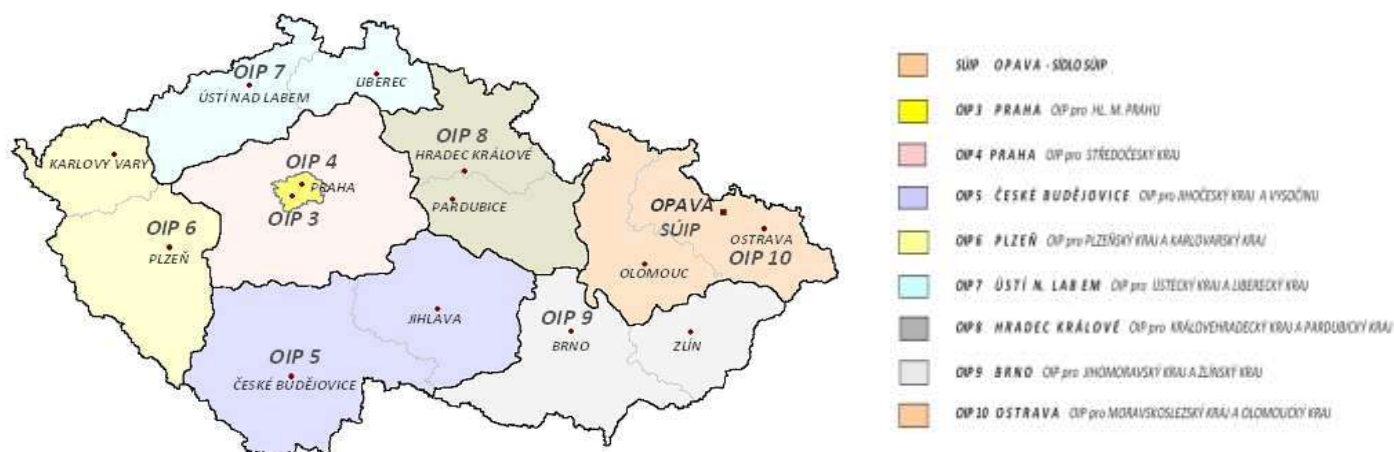 OIP 7
ÚSTÍ NAD LABEM
LIBEREC
KARLOVY VARY
OIP 4
PRAHA
OIP 3
OIP 8
HRADEC KRÁLOVÉ
PARDUBICE
OIP 6
PLZEŇ
OPAVA
SÚIP
OSTRAVA
OIP 10
OLOMOUC
JIHLAVA
OIP 9
BRNO
ZLÍN
OIP 5
ČESKÉ BUDĚJOVICE
SÚIP OPAVA - SÍDLO SÚIP
OIP 3 PRAHA OIP pro HL. M. PRAHU
OIP 4 PRAHA OIP pro STŘEDOČESKÝ KRAJ
OIP 5 ČESKÉ BUDĚJOVICE OIP pro JIHOČESKÝ KRAJ A VYSOČINU
OIP 6 PLZEŇ OIP pro PLZEŇSKÝ KRAJ A KARLOVARSKÝ KRAJ
OIP 7 ÚSTÍ N. LABEM OIP pro ÚSTECKÝ KRAJ A LIBERECKÝ KRAJ
OIP 8 HRADEC KRÁLOVÉ OIP pro KRÁLOVEHRADECKÝ KRAJ A PARDUBICKÝ KRAJ
OIP 9 BRNO OIP pro JIHOMORAVSKÝ KRAJ A ZLÍNSKÝ KRAJ
OIP 10 OSTRAVA OIP pro MORAVSKOSLEZSKÝ KRAJ A OLOMOUCKÝ KRAJ